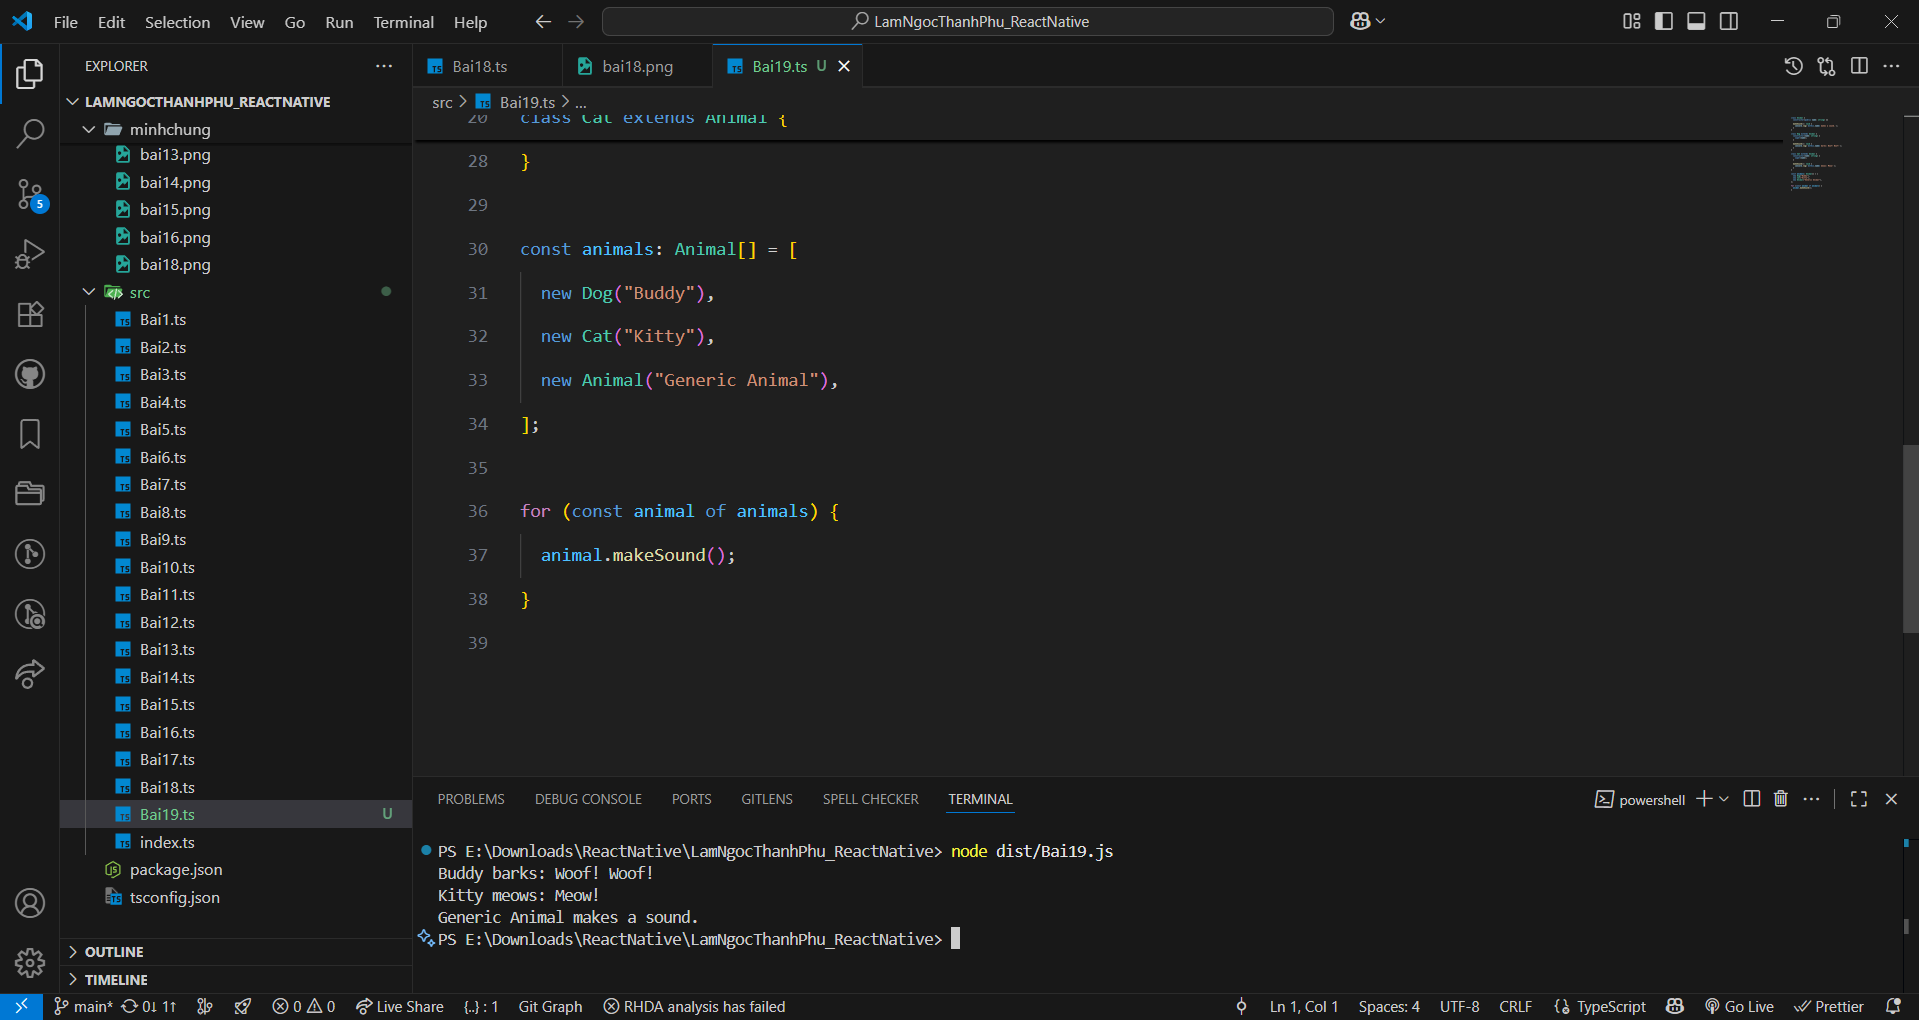 File Edit Selection View Go Run Terminal Help
LamNgocThanhPhu_ReactNative
EXPLORER
LAMNGOCTHANHPHU_REACTNATIVE
minhchung
bai13.png
bai14.png
bai15.png
bai16.png
bai18.png
src
Bai1.ts
Bai2.ts
Bai3.ts
Bai4.ts
Bai5.ts
Bai6.ts
Bai7.ts
Bai8.ts
Bai9.ts
Bai10.ts
Bai11.ts
Bai12.ts
Bai13.ts
Bai14.ts
Bai15.ts
Bai16.ts
Bai17.ts
Bai18.ts
Bai19.ts U
index.ts
package.json
tsconfig.json
OUTLINE
TIMELINE
5
Bai18.ts bai18.png Bai19.ts U
src > Bai19.ts > ...
20 class Cat extends Animal {
28 }
29
30 const animals: Animal[] = [
31 new Dog("Buddy"),
32 new Cat("Kitty"),
33 new Animal("Generic Animal"),
34 ];
35
36 for (const animal of animals) {
37 animal.makeSound();
38 }
39
PROBLEMS DEBUG CONSOLE PORTS GITLENS SPELL CHECKER TERMINAL
powershell
PS E:\Downloads\ReactNative\LamNgocThanhPhu_ReactNative> node dist/Bai19.js
Buddy barks: Woof! Woof!
Kitty meows: Meow!
Generic Animal makes a sound.
PS E:\Downloads\ReactNative\LamNgocThanhPhu_ReactNative>
main* 0↓ 1↑ 0 0 Live Share {..} : 1 Git Graph RHDA analysis has failed
Ln 1, Col 1 Spaces: 4 UTF-8 CRLF TypeScript Go Live Prettier